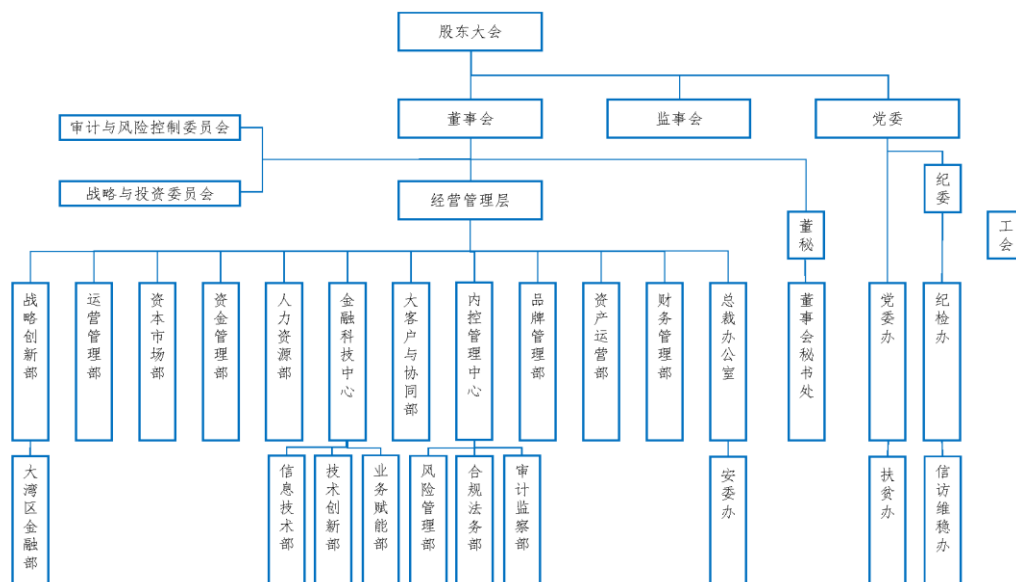 股东大会
董事会
监事会
党委
审计与风险控制委员会
战略与投资委员会
经营管理层
纪委
董秘
工会
战略创新部
运营管理部
资本市场部
资金管理部
人力资源部
金融科技中心
大客户与协同部
内控管理中心
品牌管理部
资产运营部
财务管理部
总裁办公室
董事会秘书处
党委办
纪检办
大湾区金融部
信息技术部
技术创新部
业务赋能部
风险管理部
合规法务部
审计监察部
安委办
扶贫办
信访维稳办